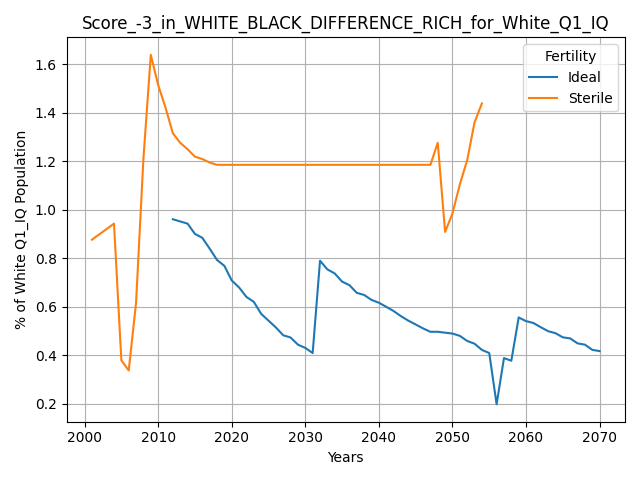 Score_-3_in_WHITE_BLACK_DIFFERENCE_RICH_for_White_Q1_IQ
Fertility
Ideal
Sterile
% of White Q1_IQ Population
1.6
1.4
1.2
1.0
0.8
0.6
0.4
0.2
2000 2010 2020 2030 2040 2050 2060 2070
Years